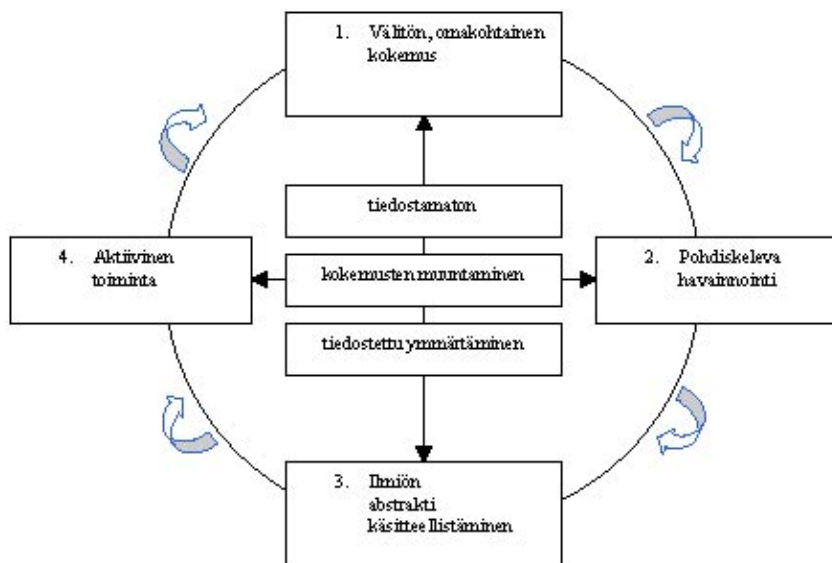 1. Välitön, omakohtainen
kokemus
tiedostamaton
4. Aktiivinen
toiminta
kokemusten muuntaminen
2. Pohdiskeleva
havainnointi
tiedostettu ymmärtäminen
3. Ilmiön
abstrakti
käsitteellistäminen